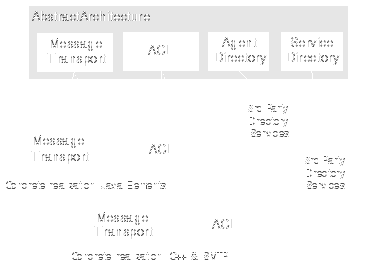 Abstract Architecture
Message
Transport
ACL
Agent
Directory
Service
Directory
3rd Party
Directory
Services
Message
Transport
ACL
3rd Party
Directory
Services
Concrete realization: Java Elements
Message
Transport
ACL
Concrete realization: C++ & SMTP